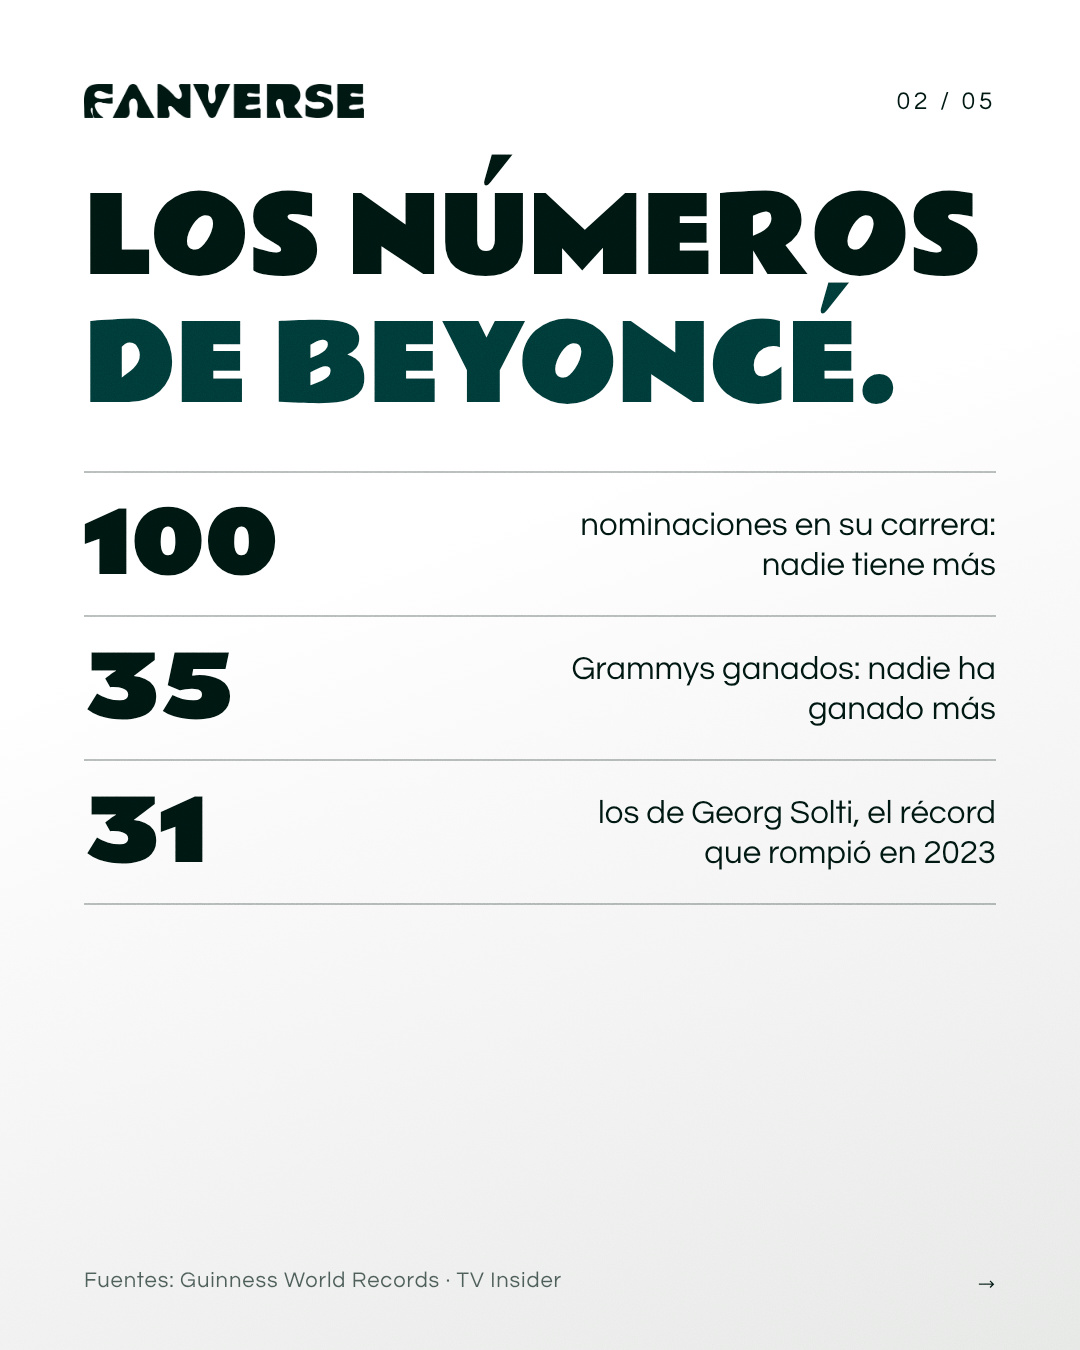 FANVERSE
02 / 05
LOS NÚMEROS
DE BEYONCÉ.
100
nominaciones en su carrera:
nadie tiene más
35
Grammys ganados: nadie ha
ganado más
31
los de Georg Solti, el récord
que rompió en 2023
Fuentes: Guinness World Records · TV Insider
→